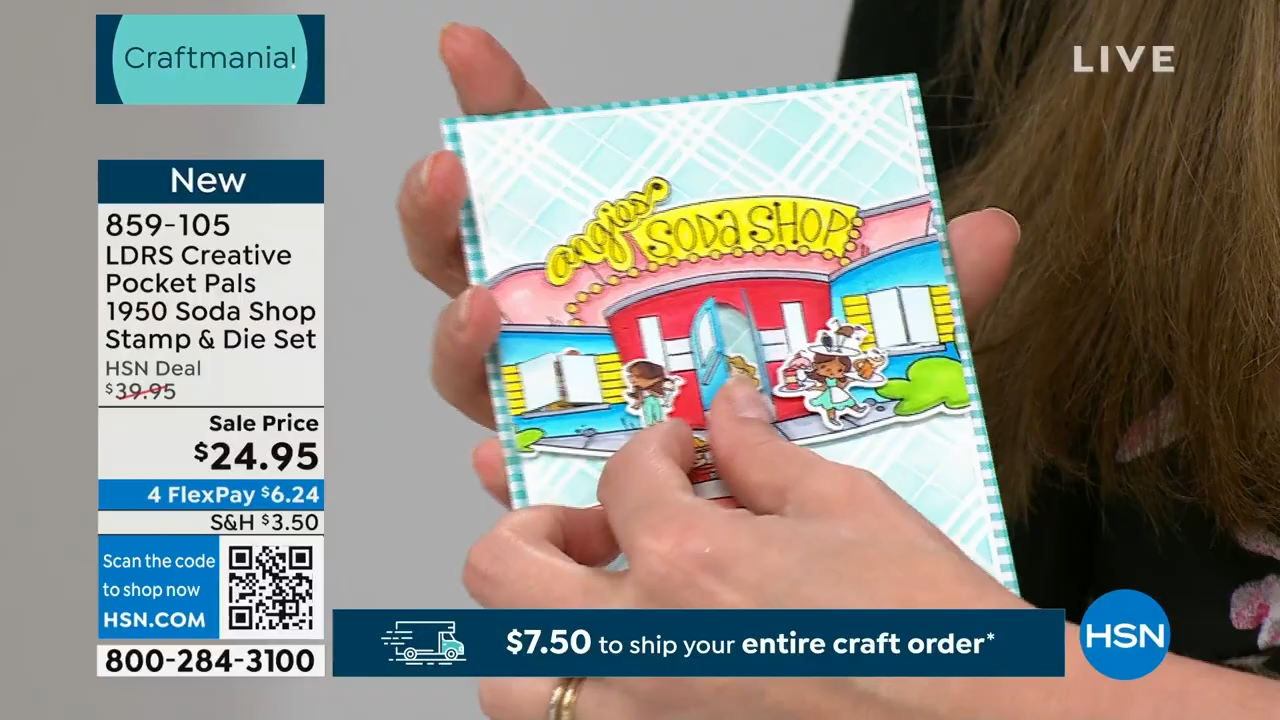 Craftmania!
LIVE
New
859-105
LDRS Creative
Pocket Pals
1950 Soda Shop
Stamp & Die Set
HSN Deal
$39.95
Sale Price
$24.95
4 FlexPay $6.24
S&H $3.50
Scan the code
to shop now
HSN.COM
800-284-3100
angies SODA SHOP
$7.50 to ship your entire craft order*
HSN